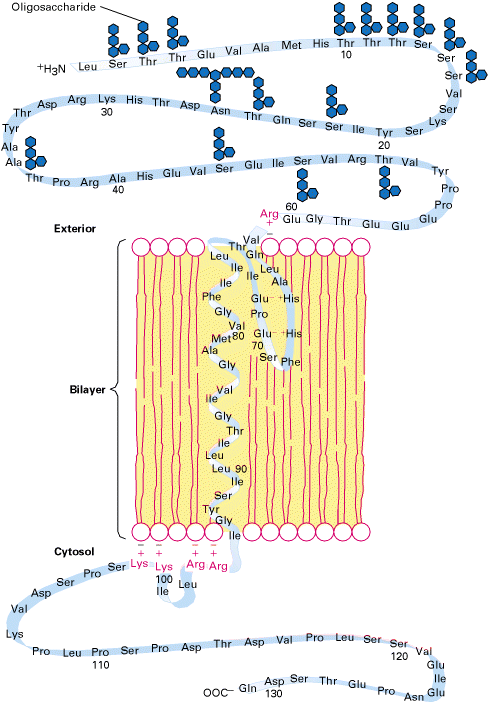 Oligosaccharide
⁺H₃N Leu Ser Thr Thr Glu Val Ala Met His 10 Thr Thr Thr Ser
Ser
Ser
Val
Ser Lys
Thr Asp Arg Lys His Thr Asp Asn Thr Gln Ser Ser Ile Tyr
30
20
Tyr
Ala
Ala
Thr Pro Arg Ala His Glu Val Ser Glu Ile Ser Val Arg Thr Val
40
Tyr
Pro
Pro
Glu Gly Thr Glu Glu Glu
60
Arg
+
−
Exterior
Val
Thr
Gln
Leu
Ile
Ile
Leu
Ile
Ala
Phe
Glu⁻ ⁺His
Gly
Pro
Val
80
Glu⁻ ⁺His
Met
70
Ala
Ser
Phe
Gly
Bilayer
Val
Ile
Gly
Thr
Ile
Leu
Leu 90
Ile
Ser
Tyr
Gly
Ile
Cytosol
− − − −
+ + + +
Lys Lys Arg Arg
Asp Ser Pro Ser
100
Ile Leu
Val
Lys
Pro Leu Pro Ser Pro Asp Thr Asp Val Pro Leu Ser Ser Val
110
120
Glu
Ile
Glu
OOC⁻ Gln Asp Ser Thr Glu Pro Asn
130